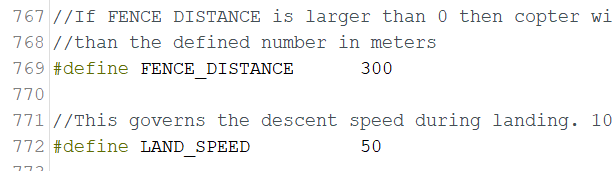 767 //If FENCE DISTANCE is larger than 0 then copter wi
768 //than the defined number in meters
769 #define FENCE_DISTANCE 300
770
771 //This governs the descent speed during landing. 10
772 #define LAND_SPEED 50